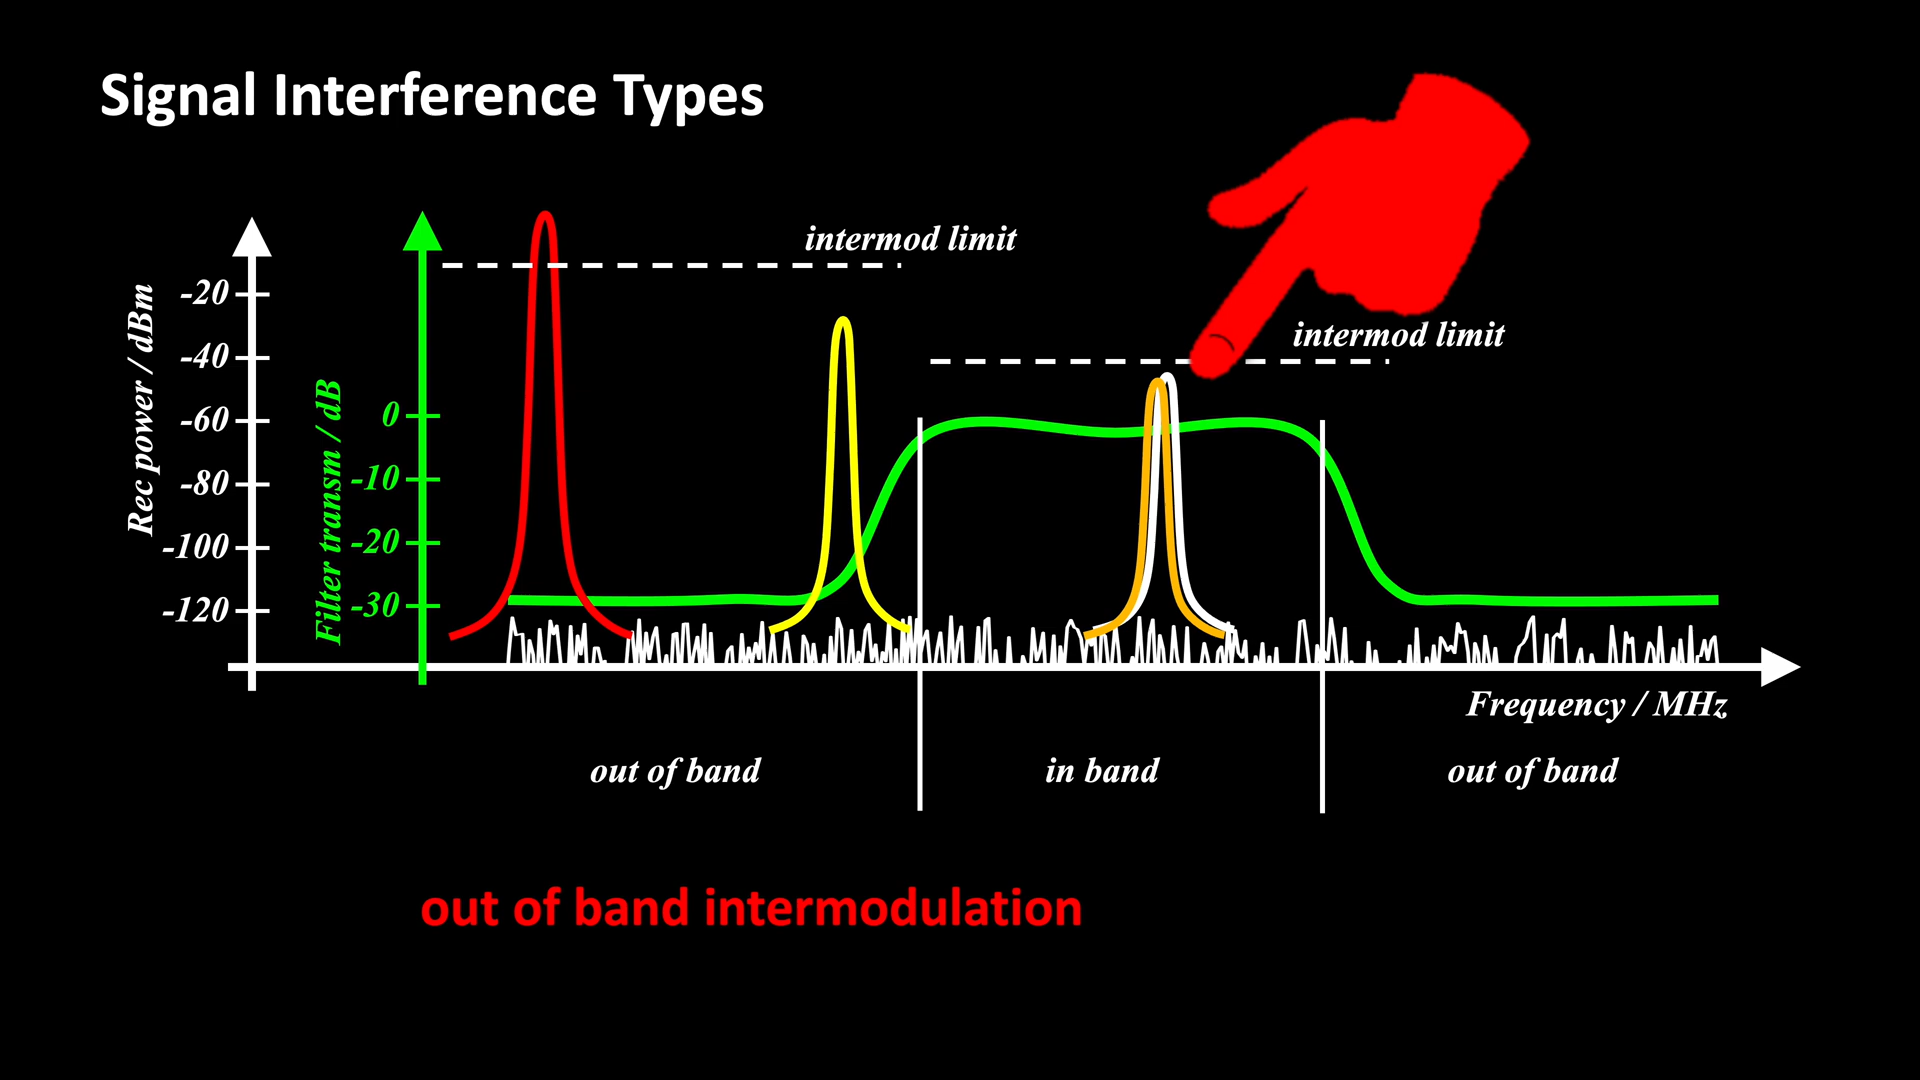 Signal Interference Types
intermod limit
intermod limit
Rec power / dBm
-20
-40
-60
-80
-100
-120
Filter transm / dB
0
-10
-20
-30
Frequency / MHz
out of band
in band
out of band
out of band intermodulation